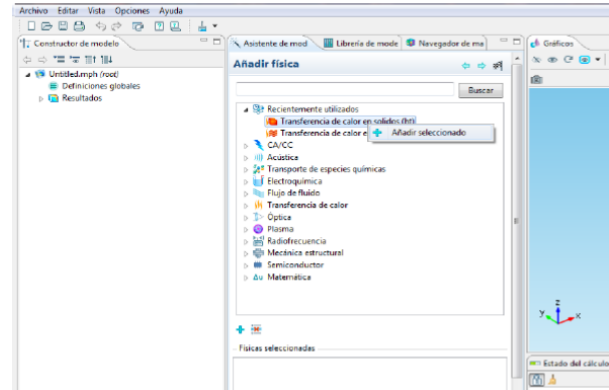 Archivo Editar Vista Opciones Ayuda
Constructor de modelo
Untitled.mph (root)
Definiciones globales
Resultados
Asistente de mod
Librería de mode
Navegador de ma
Añadir física
Buscar
Recientemente utilizados
Transferencia de calor en solidos (ht)
Transferencia de calor e
Añadir seleccionado
CA/CC
Acústica
Transporte de especies químicas
Electroquímica
Flujo de fluido
Transferencia de calor
Óptica
Plasma
Radiofrecuencia
Mecánica estructural
Semiconductor
Δu Matemática
Físicas seleccionadas
Gráficos
z
y
x
Estado del cálculo